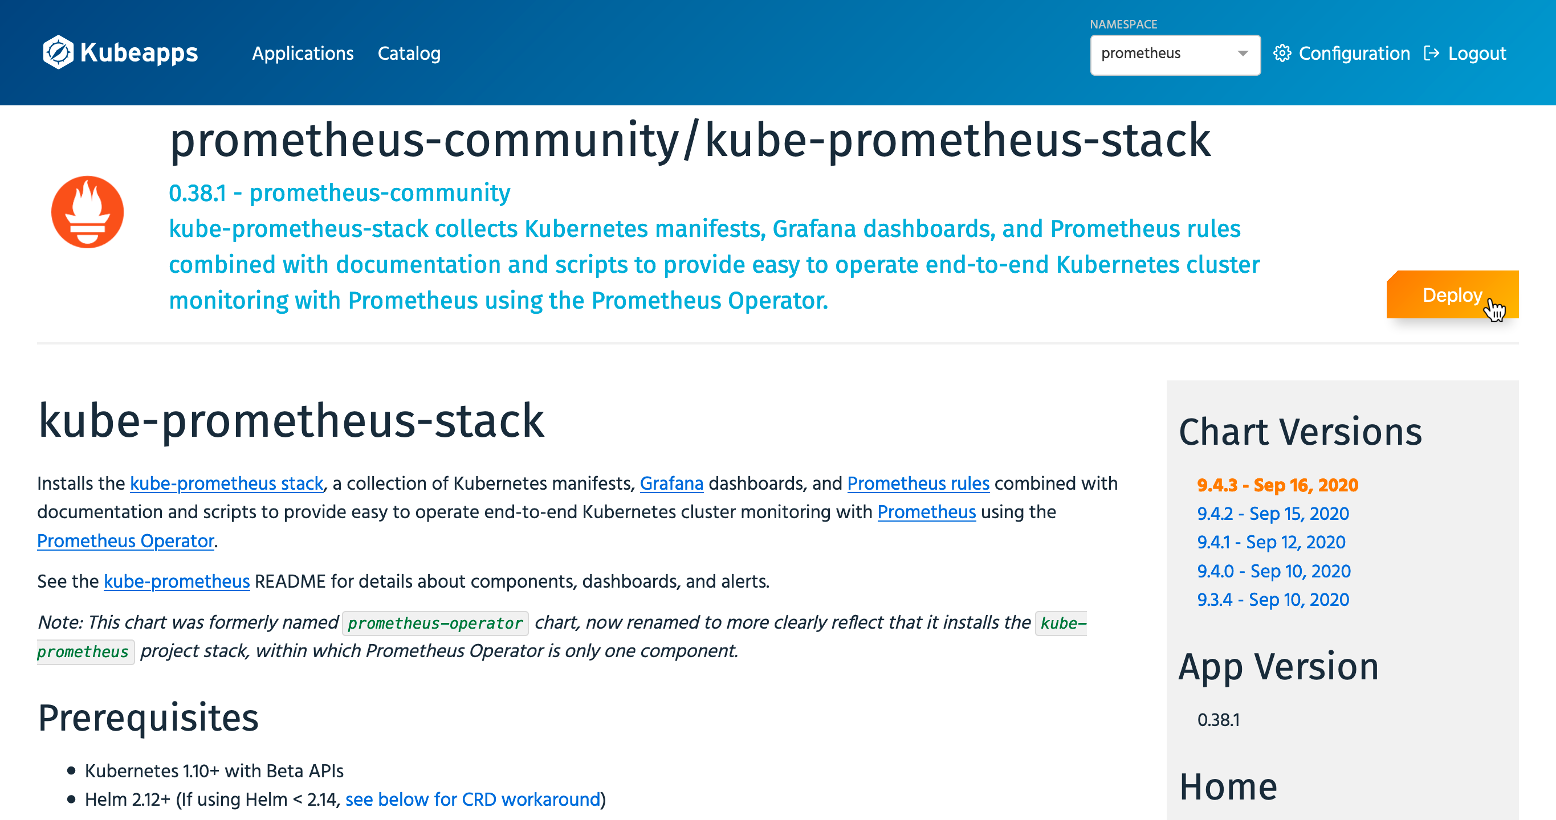 Kubeapps
Applications
Catalog
NAMESPACE
prometheus
Configuration
Logout
prometheus-community/kube-prometheus-stack
0.38.1 - prometheus-community
kube-prometheus-stack collects Kubernetes manifests, Grafana dashboards, and Prometheus rules
combined with documentation and scripts to provide easy to operate end-to-end Kubernetes cluster
monitoring with Prometheus using the Prometheus Operator.
Deploy
kube-prometheus-stack
Installs the kube-prometheus stack, a collection of Kubernetes manifests, Grafana dashboards, and Prometheus rules combined with
documentation and scripts to provide easy to operate end-to-end Kubernetes cluster monitoring with Prometheus using the
Prometheus Operator.
See the kube-prometheus README for details about components, dashboards, and alerts.
Note: This chart was formerly named prometheus-operator chart, now renamed to more clearly reflect that it installs the kube-
prometheus project stack, within which Prometheus Operator is only one component.
Prerequisites
• Kubernetes 1.10+ with Beta APIs
• Helm 2.12+ (If using Helm < 2.14, see below for CRD workaround)
Chart Versions
9.4.3 - Sep 16, 2020
9.4.2 - Sep 15, 2020
9.4.1 - Sep 12, 2020
9.4.0 - Sep 10, 2020
9.3.4 - Sep 10, 2020
App Version
0.38.1
Home